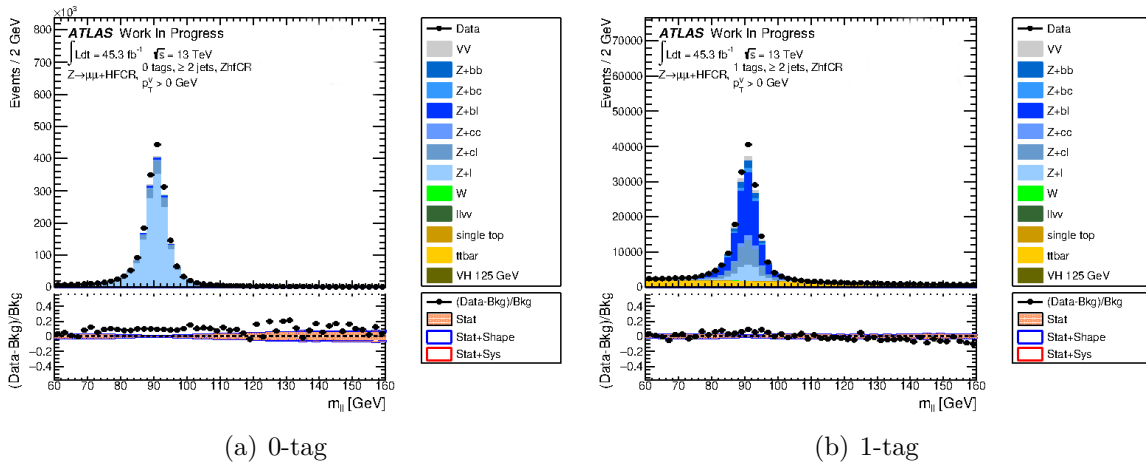 ×10³
ATLAS Work In Progress
∫ Ldt = 45.3 fb⁻¹ √s = 13 TeV
0 tags, ≥ 2 jets, ZhfCR
Z→μμ+HFCR,
p_T^V > 0 GeV
Events / 2 GeV
800
700
600
500
400
300
200
100
0
Data
VV
Z+bb
Z+bc
Z+bl
Z+cc
Z+cl
Z+l
W
llvv
single top
ttbar
VH 125 GeV
(Data-Bkg)/Bkg
0.4
0.2
0
−0.2
−0.4
(Data-Bkg)/Bkg
Stat
Stat+Shape
Stat+Sys
60 70 80 90 100 110 120 130 140 150 160
m_ll [GeV]
(a) 0-tag
ATLAS Work In Progress
∫ Ldt = 45.3 fb⁻¹ √s = 13 TeV
1 tags, ≥ 2 jets, ZhfCR
Z→μμ+HFCR,
p_T^V > 0 GeV
Events / 2 GeV
70000
60000
50000
40000
30000
20000
10000
0
Data
VV
Z+bb
Z+bc
Z+bl
Z+cc
Z+cl
Z+l
W
llvv
single top
ttbar
VH 125 GeV
(Data-Bkg)/Bkg
0.4
0.2
0
−0.2
−0.4
(Data-Bkg)/Bkg
Stat
Stat+Shape
Stat+Sys
60 70 80 90 100 110 120 130 140 150 160
m_ll [GeV]
(b) 1-tag